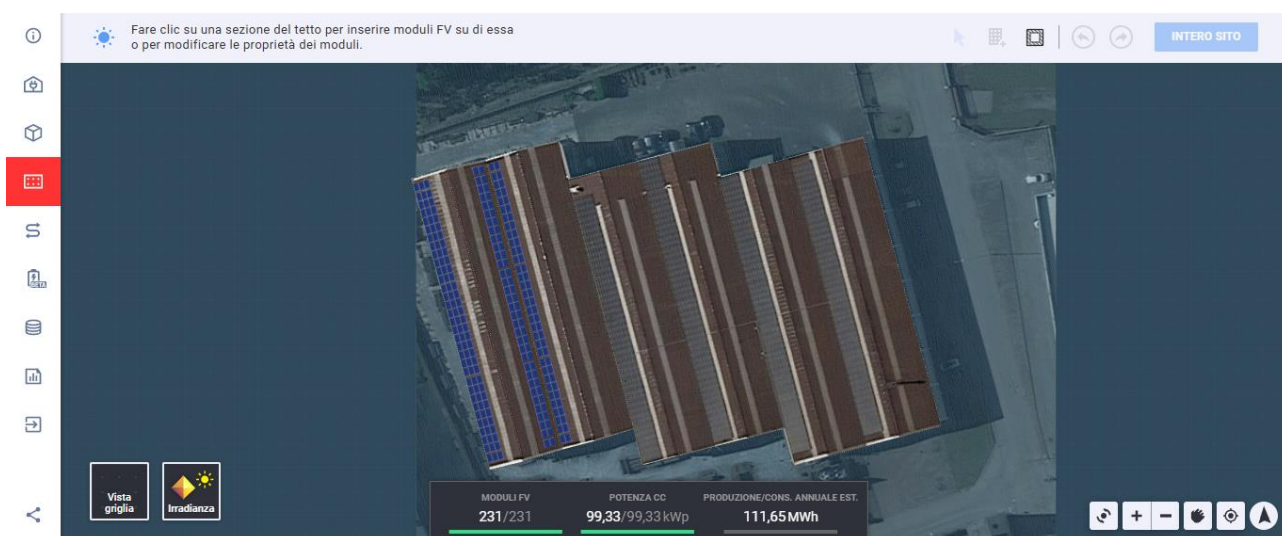 Fare clic su una sezione del tetto per inserire moduli FV su di essa
o per modificare le proprietà dei moduli.
INTERO SITO
BETA
Vista
griglia
Irradianza
MODULI FV
231/231
POTENZA CC
99,33/99,33 kWp
PRODUZIONE/CONS. ANNUALE EST.
111,65 MWh